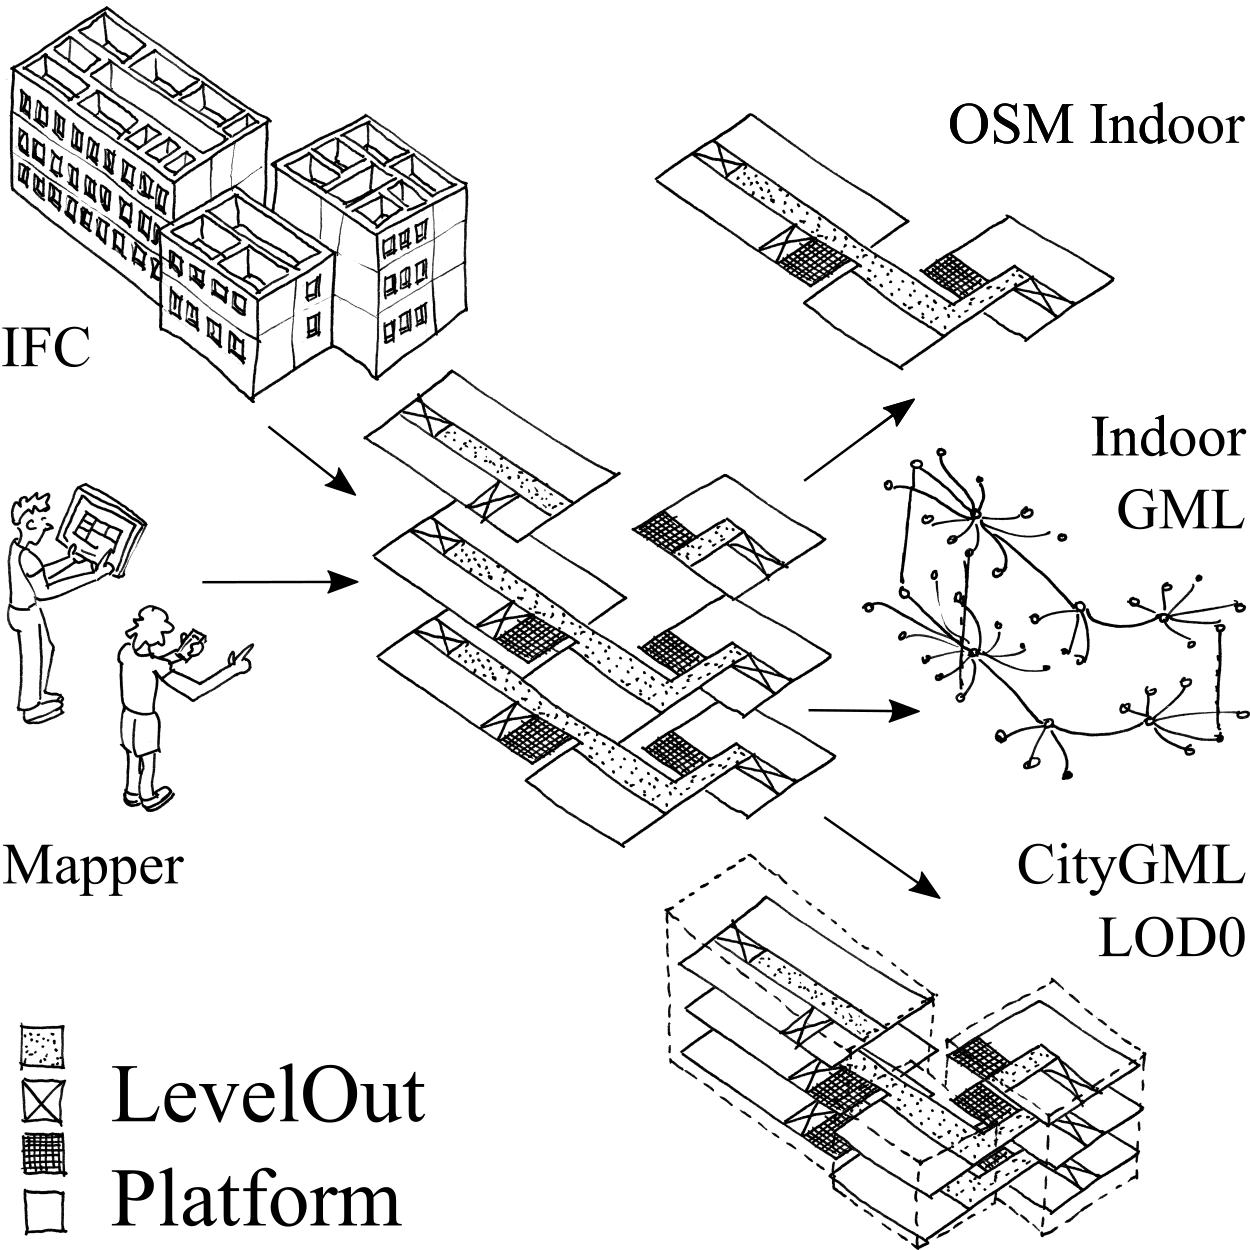 OSM Indoor
IFC
Indoor
GML
Mapper
CityGML
LOD0
LevelOut
Platform